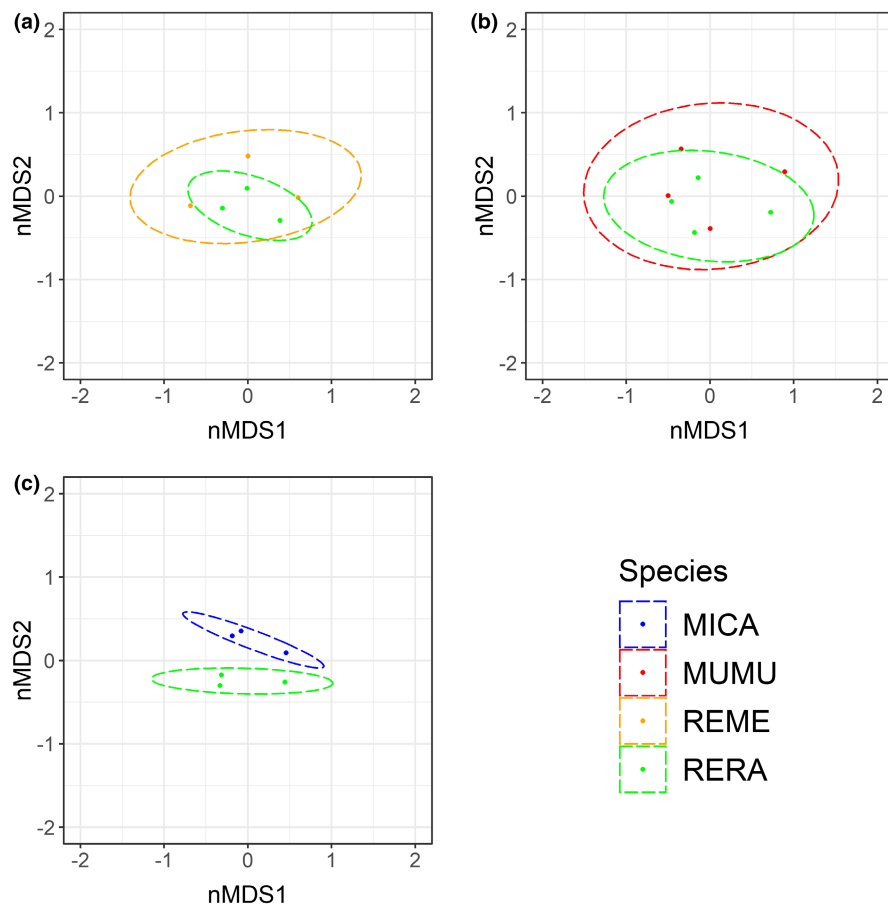 (a)
2
1
0
-1
-2
nMDS2
-2 -1 0 1 2
nMDS1
(b)
2
1
0
-1
-2
nMDS2
-2 -1 0 1 2
nMDS1
(c)
2
1
0
-1
-2
nMDS2
-2 -1 0 1 2
nMDS1
Species
MICA
MUMU
REME
RERA